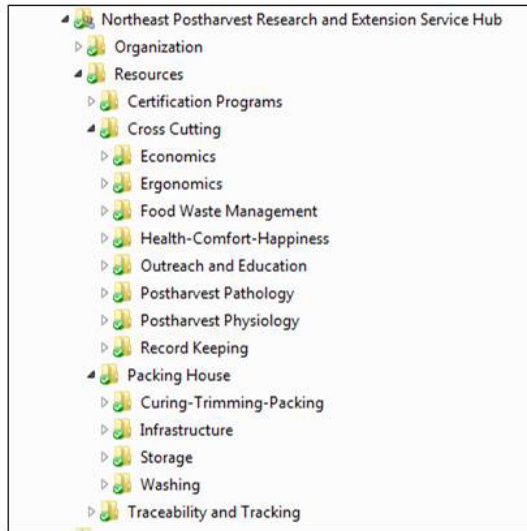 Northeast Postharvest Research and Extension Service Hub
Organization
Resources
Certification Programs
Cross Cutting
Economics
Ergonomics
Food Waste Management
Health-Comfort-Happiness
Outreach and Education
Postharvest Pathology
Postharvest Physiology
Record Keeping
Packing House
Curing-Trimming-Packing
Infrastructure
Storage
Washing
Traceability and Tracking